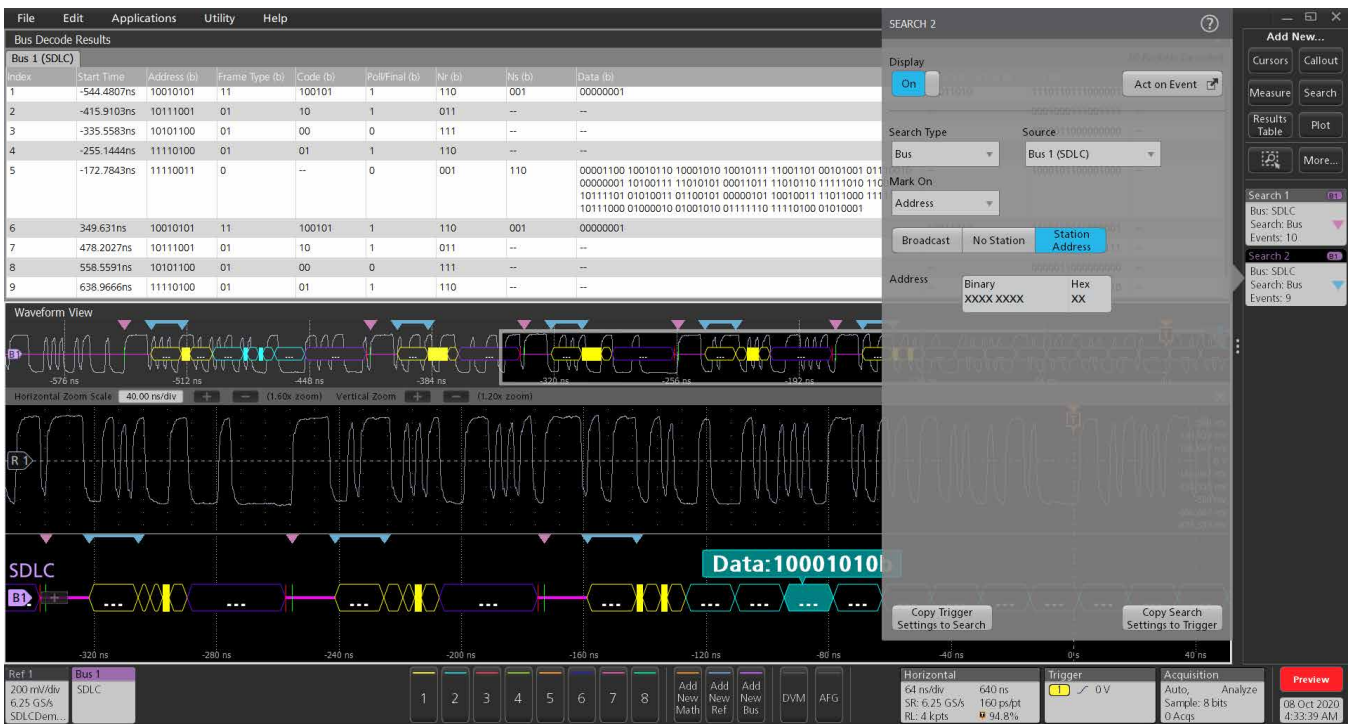 File Edit Applications Utility Help
Bus Decode Results
Bus 1 (SDLC)
Index Start Time Address (b) Frame Type (b) Code (b) Poll/Final (b) Nr (b) Ns (b) Data (b)
1 -544.4807ns 10010101 11 100101 1 110 001 00000001
2 -415.9103ns 10111001 01 10 1 011 -- --
3 -335.5583ns 10101100 01 00 0 111 -- --
4 -255.1444ns 11110100 01 01 1 110 -- --
5 -172.7843ns 11110011 0 -- 0 001 110 00001100 10010110 10001010 10010111 11001101 00101001 011
00000001 10100111 11010101 00011011 11010110 11111010 110
10111101 01010011 01100101 00000101 10010011 11011000 111
10111000 01000010 01001010 01111110 11110100 01010001
6 349.631ns 10010101 11 100101 1 110 001 00000001
7 478.2027ns 10111001 01 10 1 011 -- --
8 558.5591ns 10101100 01 00 0 111 -- --
9 638.9666ns 11110100 01 01 1 110 -- --
SEARCH 2
?
Display
On
Act on Event
Search Type Source
Bus Bus 1 (SDLC)
Mark On
Address
Broadcast No Station Station
Address
Address Binary Hex
XXXX XXXX XX
Copy Trigger
Settings to Search
Copy Search
Settings to Trigger
Add New...
Cursors Callout
Measure Search
Results
Table
Plot
More...
Search 1 B1
Bus: SDLC
Search: Bus
Events: 10
Search 2 B1
Bus: SDLC
Search: Bus
Events: 9
Waveform View
B1
-576 ns -512 ns -448 ns -384 ns -320 ns -256 ns -192 ns
Horizontal Zoom Scale 40.00 ns/div + - (1.60x zoom) Vertical Zoom + - (1.20x zoom)
R 1
SDLC
Data:10001010b
B1 +
-320 ns -280 ns -240 ns -200 ns -160 ns -120 ns -80 ns -40 ns 0 s 40 ns
Ref 1
200 mV/div
6.25 GS/s
SDLCDem...
Bus 1
SDLC
1 2 3 4 5 6 7 8
Add
New
Math
Add
New
Ref
Add
New
Bus
DVM AFG
Horizontal
64 ns/div 640 ns
SR: 6.25 GS/s 160 ps/pt
RL: 4 kpts 94.8%
Trigger
1 0 V
Acquisition
Auto, Analyze
Sample: 8 bits
0 Acqs
Preview
08 Oct 2020
4:33:39 AM